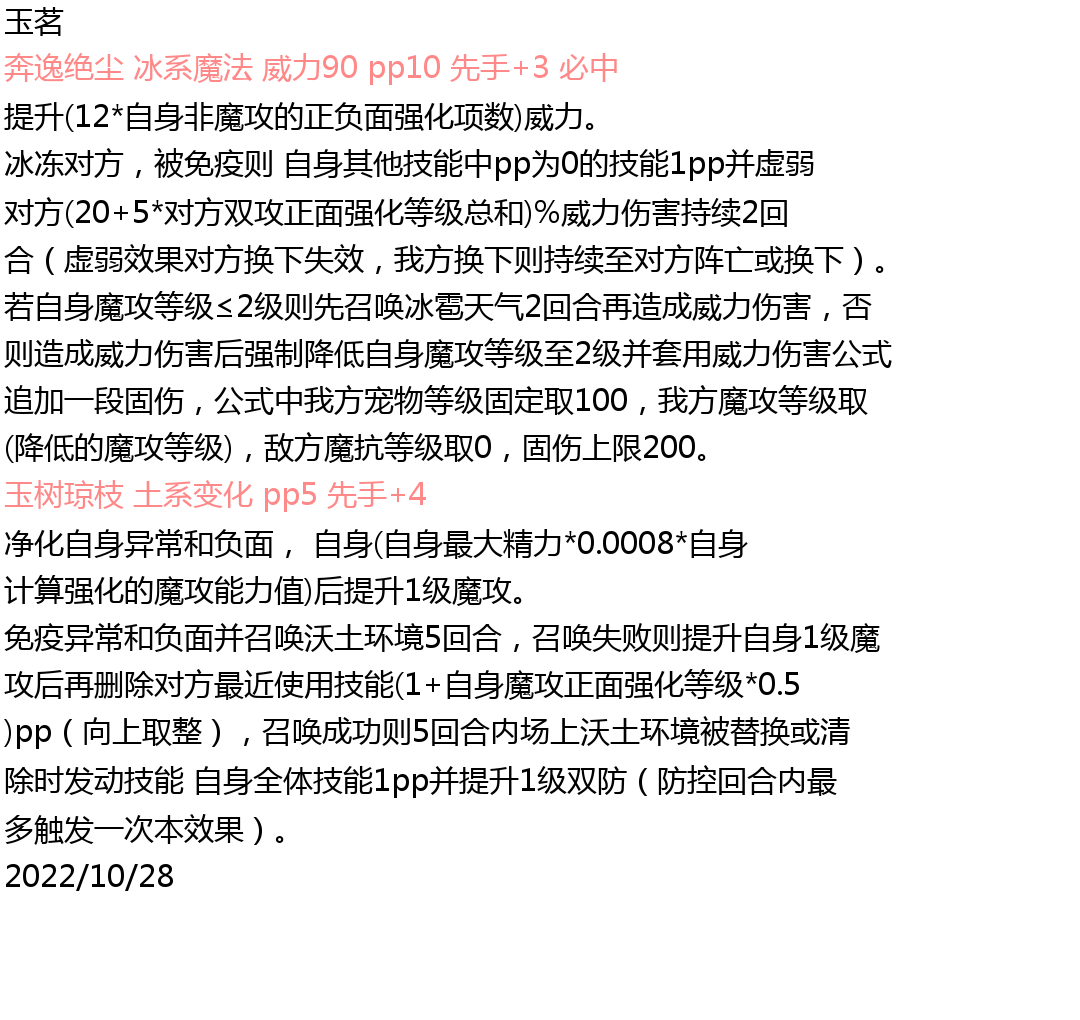 玉茗
奔逸绝尘 冰系魔法 威力90 pp10 先手+3 必中
提升(12*自身非魔攻的正负面强化项数)威力。
冰冻对方，被免疫则 自身其他技能中pp为0的技能1pp并虚弱
对方(20+5*对方双攻正面强化等级总和)%威力伤害持续2回
合（虚弱效果对方换下失效，我方换下则持续至对方阵亡或换下）。
若自身魔攻等级≤2级则先召唤冰雹天气2回合再造成威力伤害，否
则造成威力伤害后强制降低自身魔攻等级至2级并套用威力伤害公式
追加一段固伤，公式中我方宠物等级固定取100，我方魔攻等级取
(降低的魔攻等级)，敌方魔抗等级取0，固伤上限200。
玉树琼枝 土系变化 pp5 先手+4
净化自身异常和负面， 自身(自身最大精力*0.0008*自身
计算强化的魔攻能力值)后提升1级魔攻。
免疫异常和负面并召唤沃土环境5回合，召唤失败则提升自身1级魔
攻后再删除对方最近使用技能(1+自身魔攻正面强化等级*0.5
)pp（向上取整），召唤成功则5回合内场上沃土环境被替换或清
除时发动技能 自身全体技能1pp并提升1级双防（防控回合内最
多触发一次本效果）。
2022/10/28